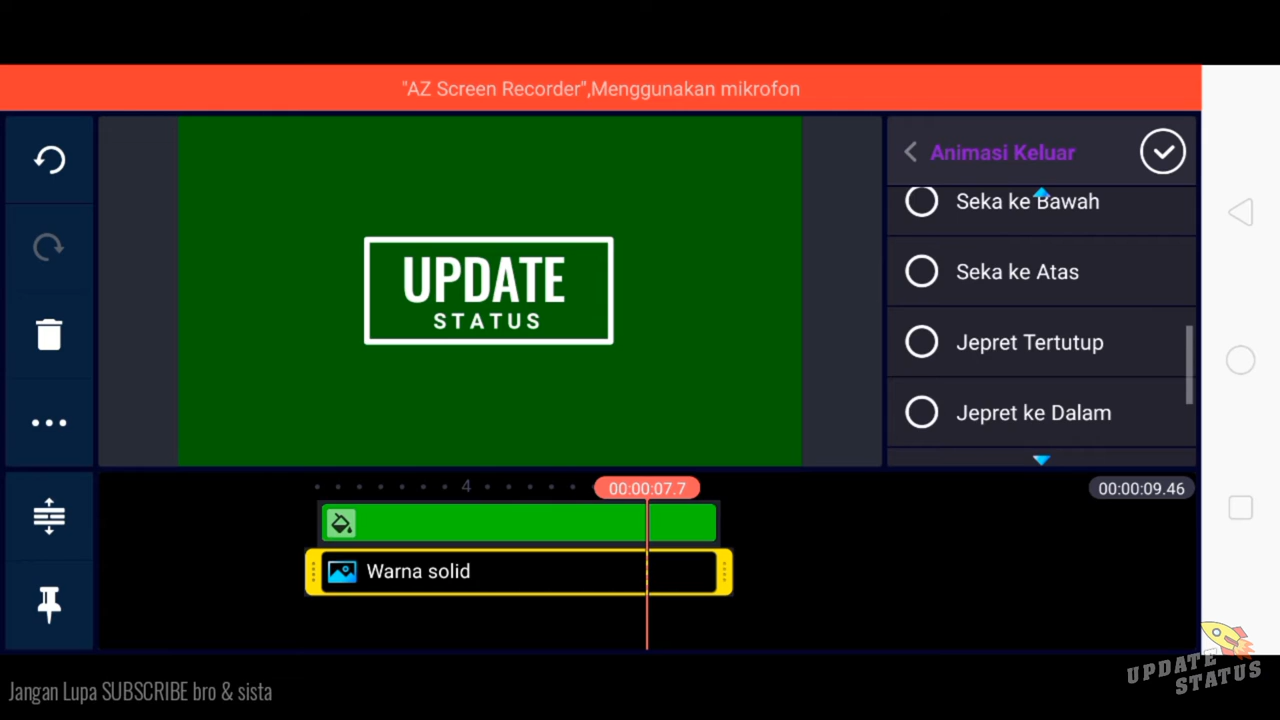 "AZ Screen Recorder",Menggunakan mikrofon
Animasi Keluar
Seka ke Bawah
UPDATE
STATUS
Seka ke Atas
Jepret Tertutup
Jepret ke Dalam
4
00:00:07.7
00:00:09.46
Warna solid
UPDATE
STATUS
Jangan Lupa SUBSCRIBE bro & sista